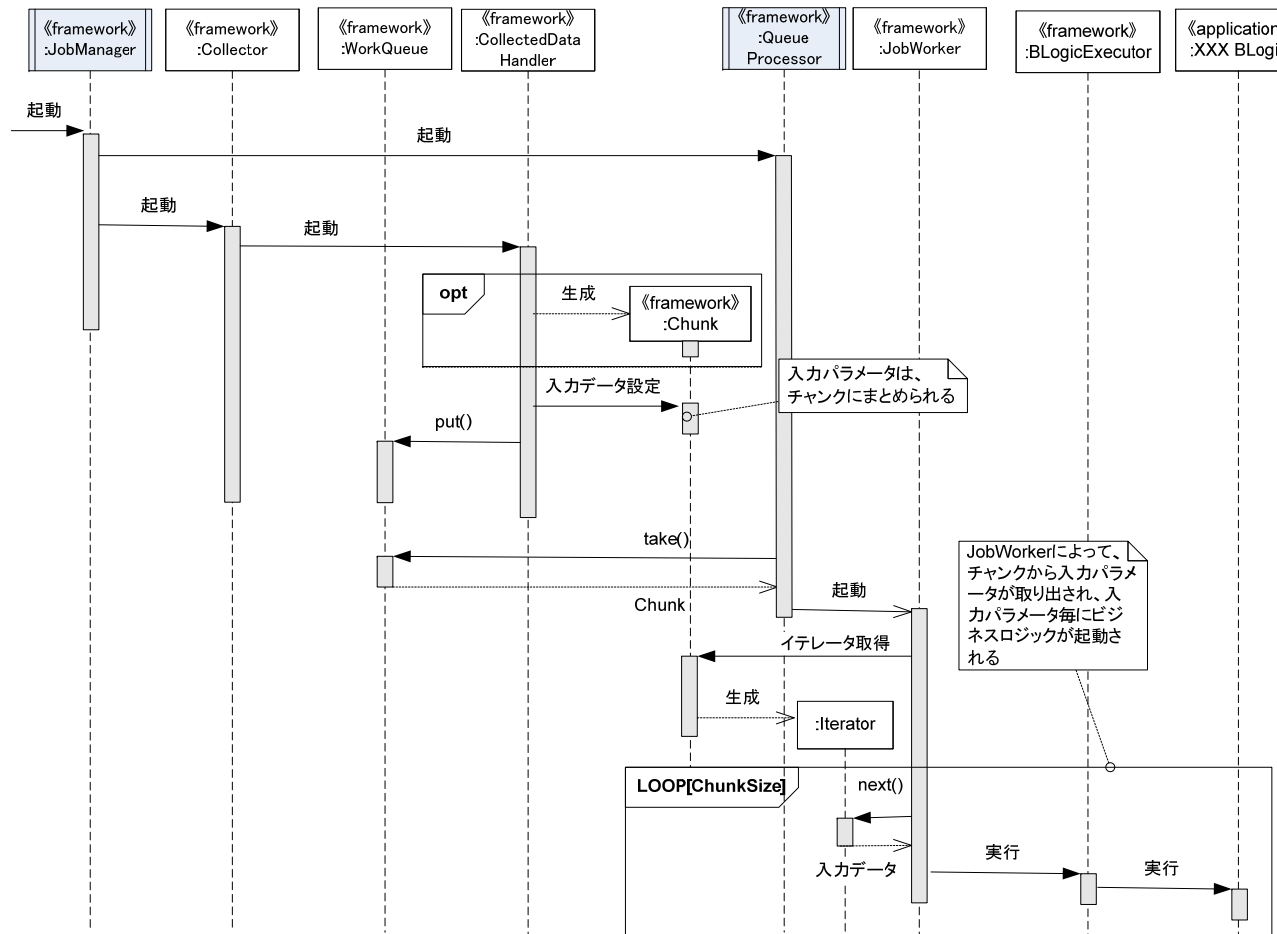 《framework》
:JobManager
《framework》
:Collector
《framework》
:WorkQueue
《framework》
:CollectedData
Handler
《framework》
:Queue
Processor
《framework》
:JobWorker
《framework》
:BLogicExecutor
《application
:XXX BLogi
起動
起動
起動
起動
opt
生成
《framework》
:Chunk
入力パラメータは、
チャンクにまとめられる
入力データ設定
put()
take()
Chunk
起動
JobWorkerによって、
チャンクから入力パラメ
ータが取り出され、入
力パラメータ毎にビジ
ネスロジックが起動さ
れる
イテレータ取得
生成
:Iterator
LOOP[ChunkSize]
next()
入力データ
実行
実行